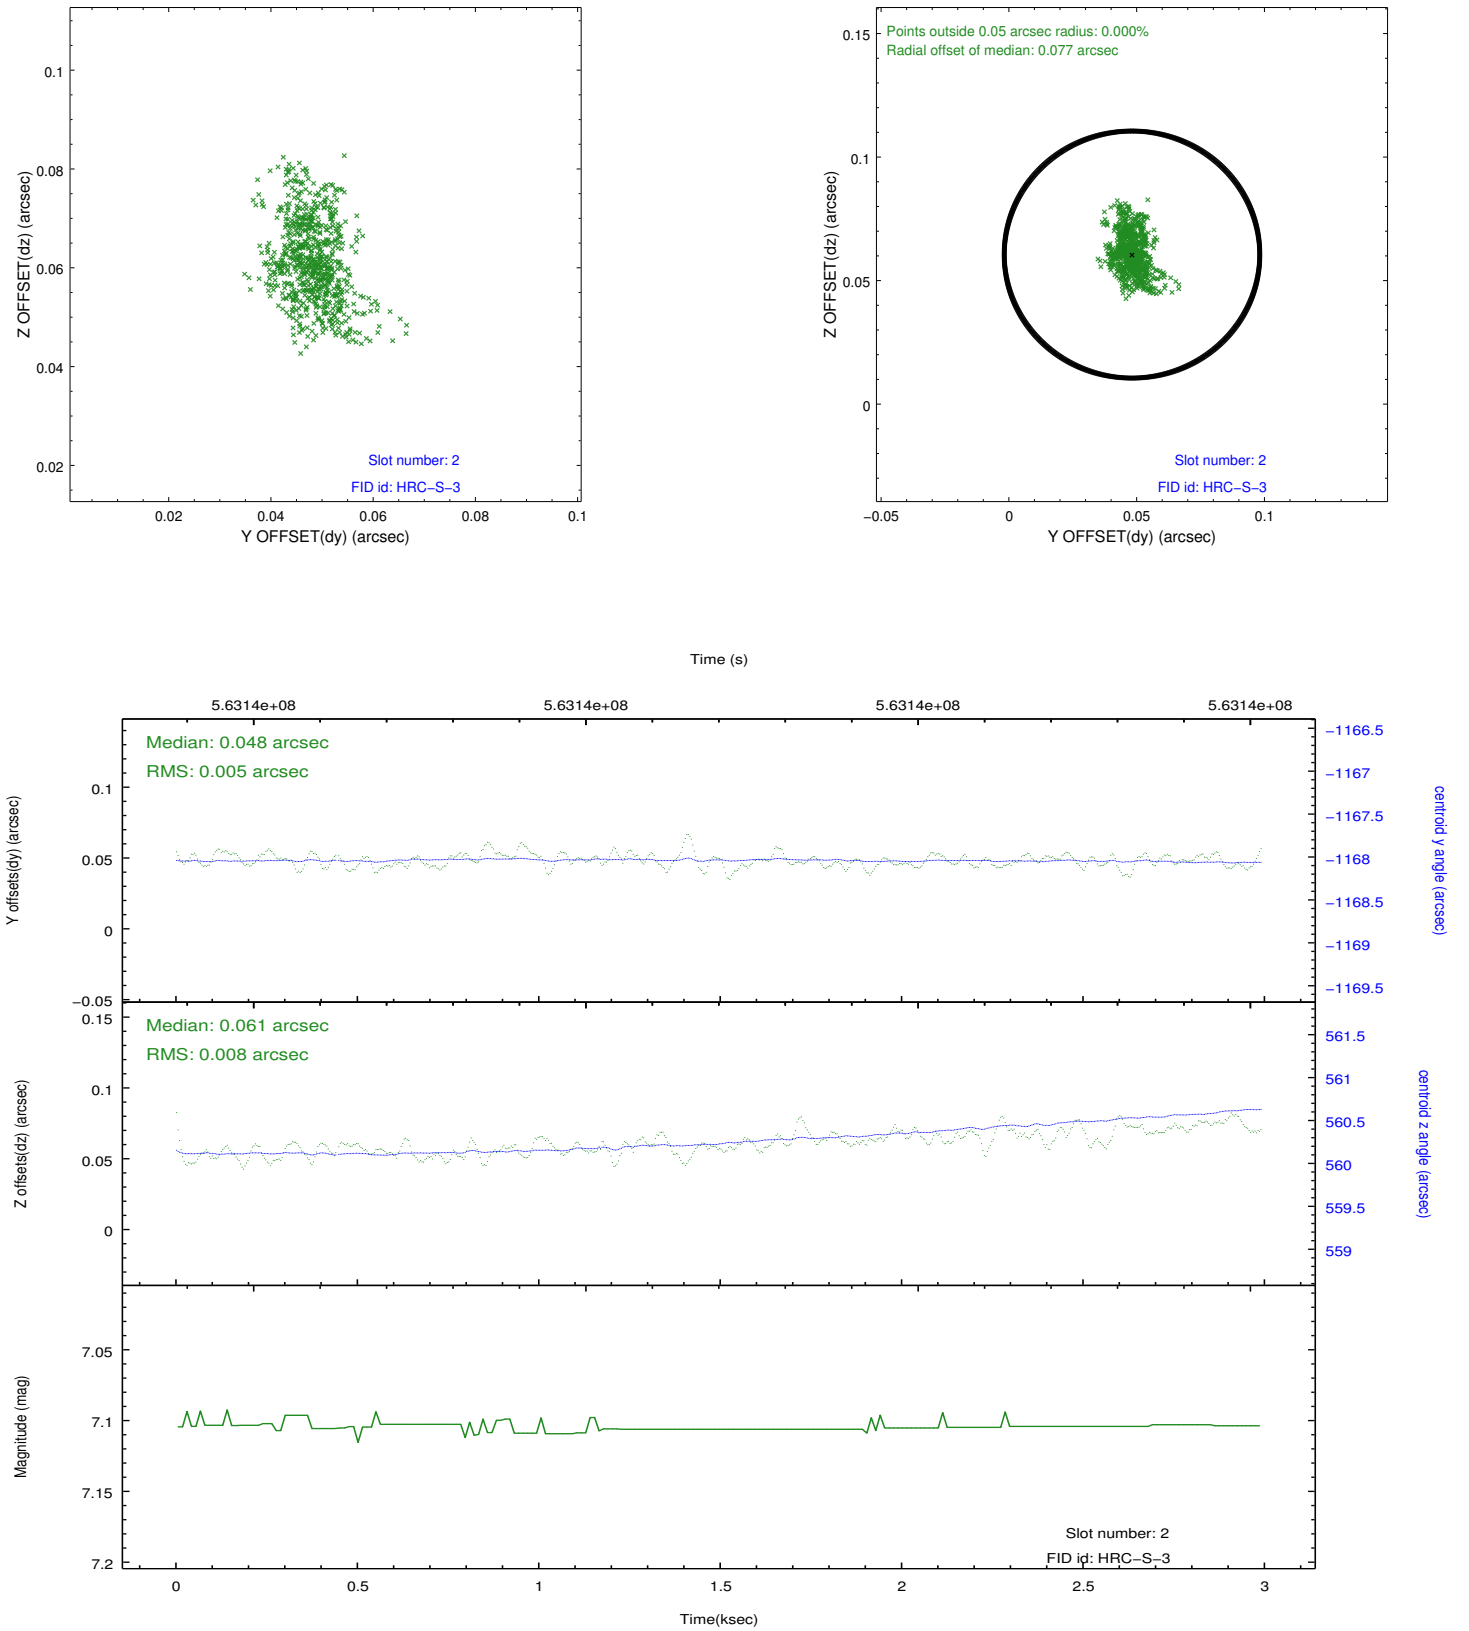 0.1
0.08
0.06
0.04
0.02
Z OFFSET(dz) (arcsec)
Slot number: 2
FID id: HRC−S−3
0.02
0.04
0.06
0.08
0.1
Y OFFSET(dy) (arcsec)
Points outside 0.05 arcsec radius: 0.000%
Radial offset of median: 0.077 arcsec
0.15
0.1
0.05
0
Z OFFSET(dz) (arcsec)
Slot number: 2
FID id: HRC−S−3
−0.05
0
0.05
0.1
Y OFFSET(dy) (arcsec)
Time (s)
5.6314e+08
5.6314e+08
5.6314e+08
5.6314e+08
Median: 0.048 arcsec
RMS: 0.005 arcsec
0.1
0.05
0
−0.05
Y offsets(dy) (arcsec)
−1166.5
−1167
−1167.5
−1168
−1168.5
−1169
−1169.5
centroid y angle (arcsec)
Median: 0.061 arcsec
RMS: 0.008 arcsec
0.15
0.1
0.05
0
Z offsets(dz) (arcsec)
561.5
561
560.5
560
559.5
559
centroid z angle (arcsec)
7.05
7.1
7.15
7.2
Magnitude (mag)
Slot number: 2
FID id: HRC−S−3
0
0.5
1
1.5
2
2.5
3
Time(ksec)